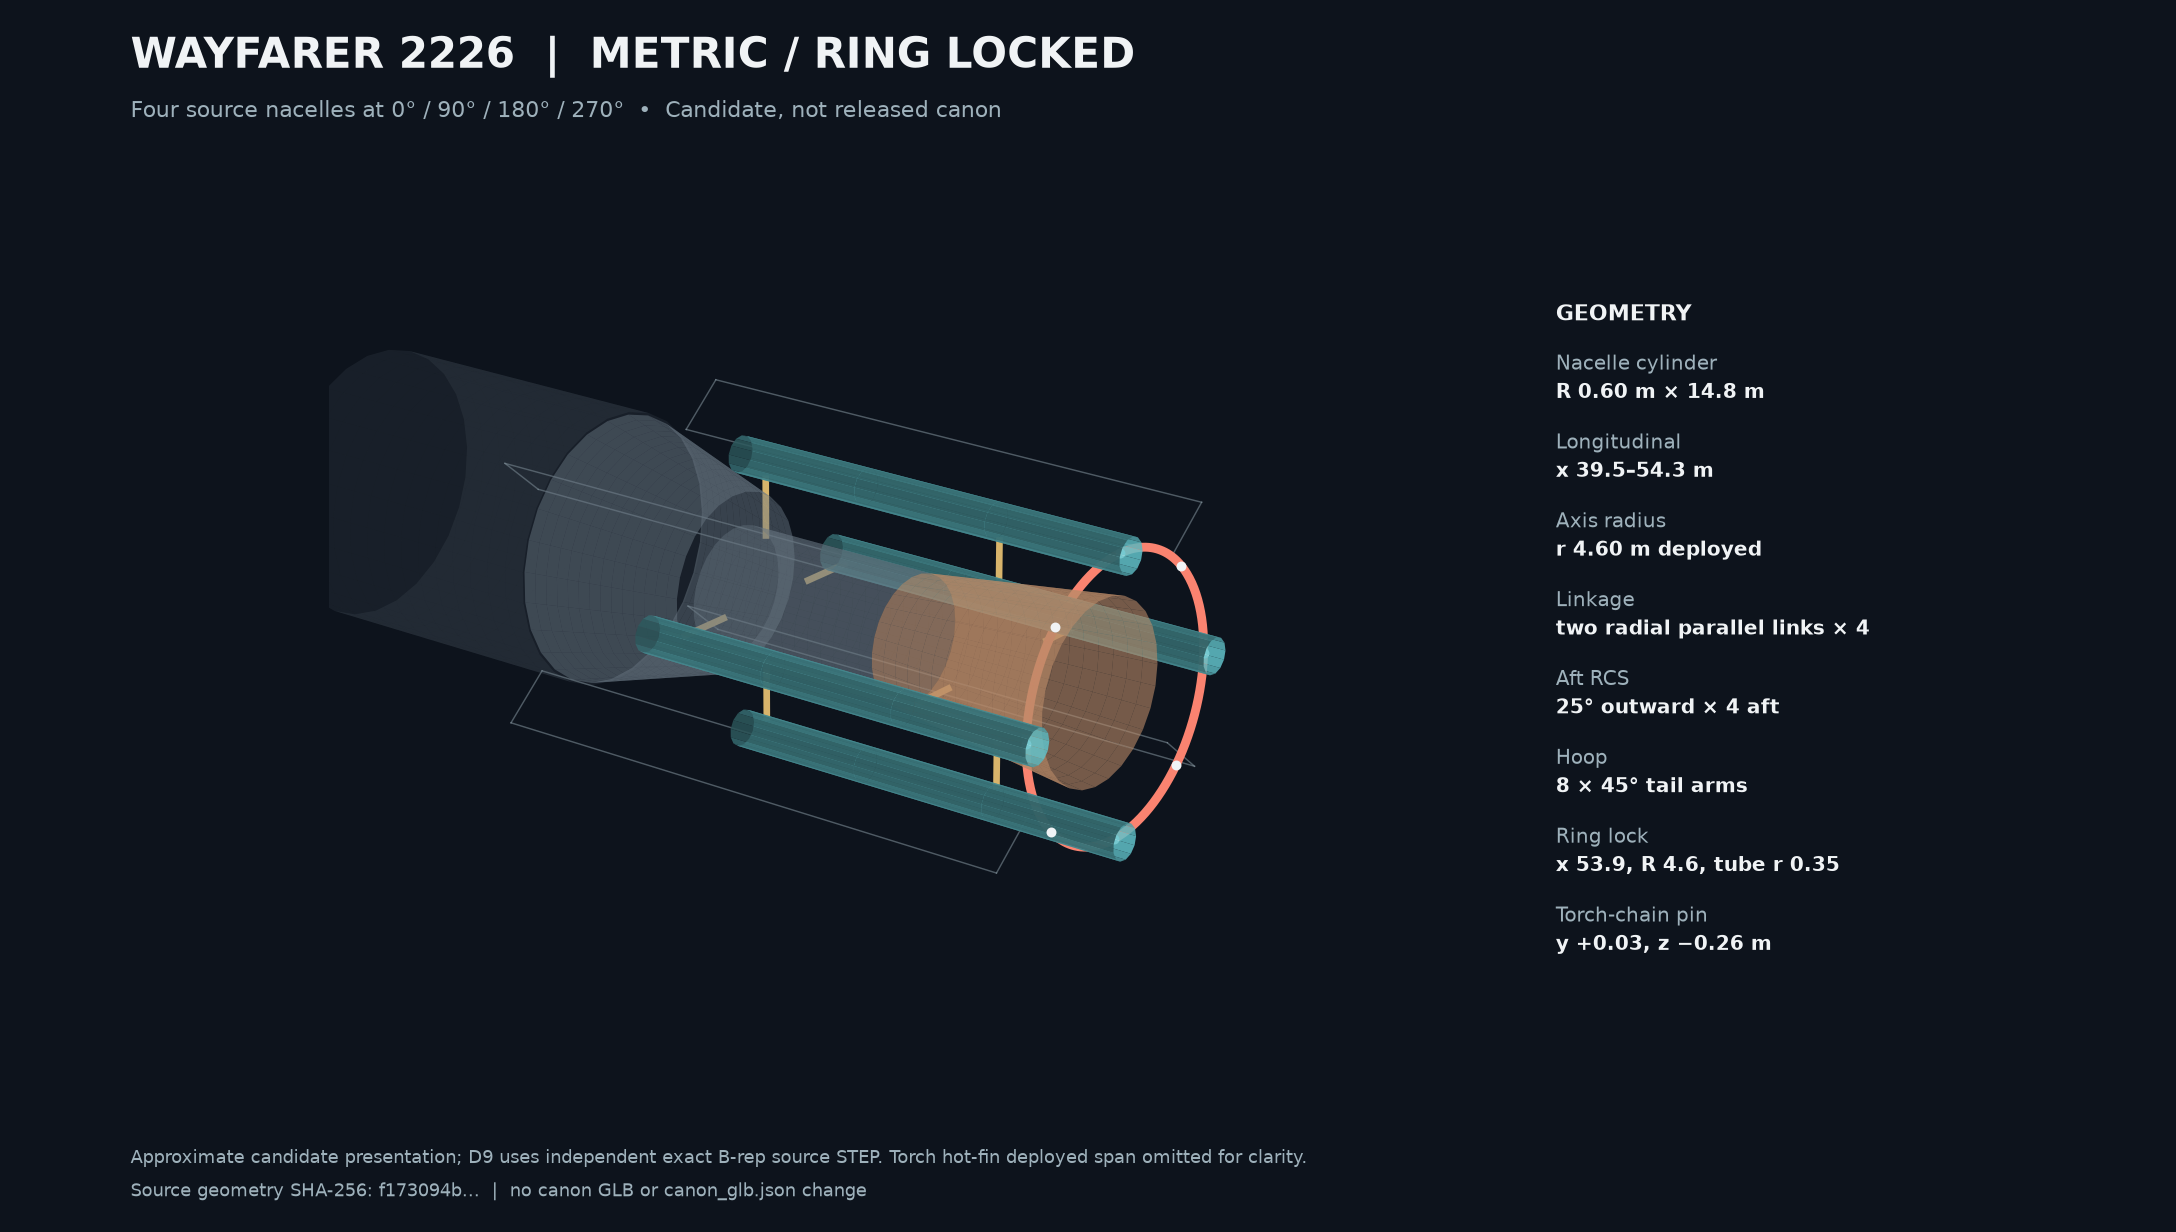 WAYFARER 2226 | METRIC / RING LOCKED
Four source nacelles at 0° / 90° / 180° / 270° • Candidate, not released canon
GEOMETRY
Nacelle cylinder
R 0.60 m × 14.8 m
Longitudinal
x 39.5–54.3 m
Axis radius
r 4.60 m deployed
Linkage
two radial parallel links × 4
Aft RCS
25° outward × 4 aft
Hoop
8 × 45° tail arms
Ring lock
x 53.9, R 4.6, tube r 0.35
Torch-chain pin
y +0.03, z −0.26 m
Approximate candidate presentation; D9 uses independent exact B-rep source STEP. Torch hot-fin deployed span omitted for clarity.
Source geometry SHA-256: f173094b... | no canon GLB or canon_glb.json change